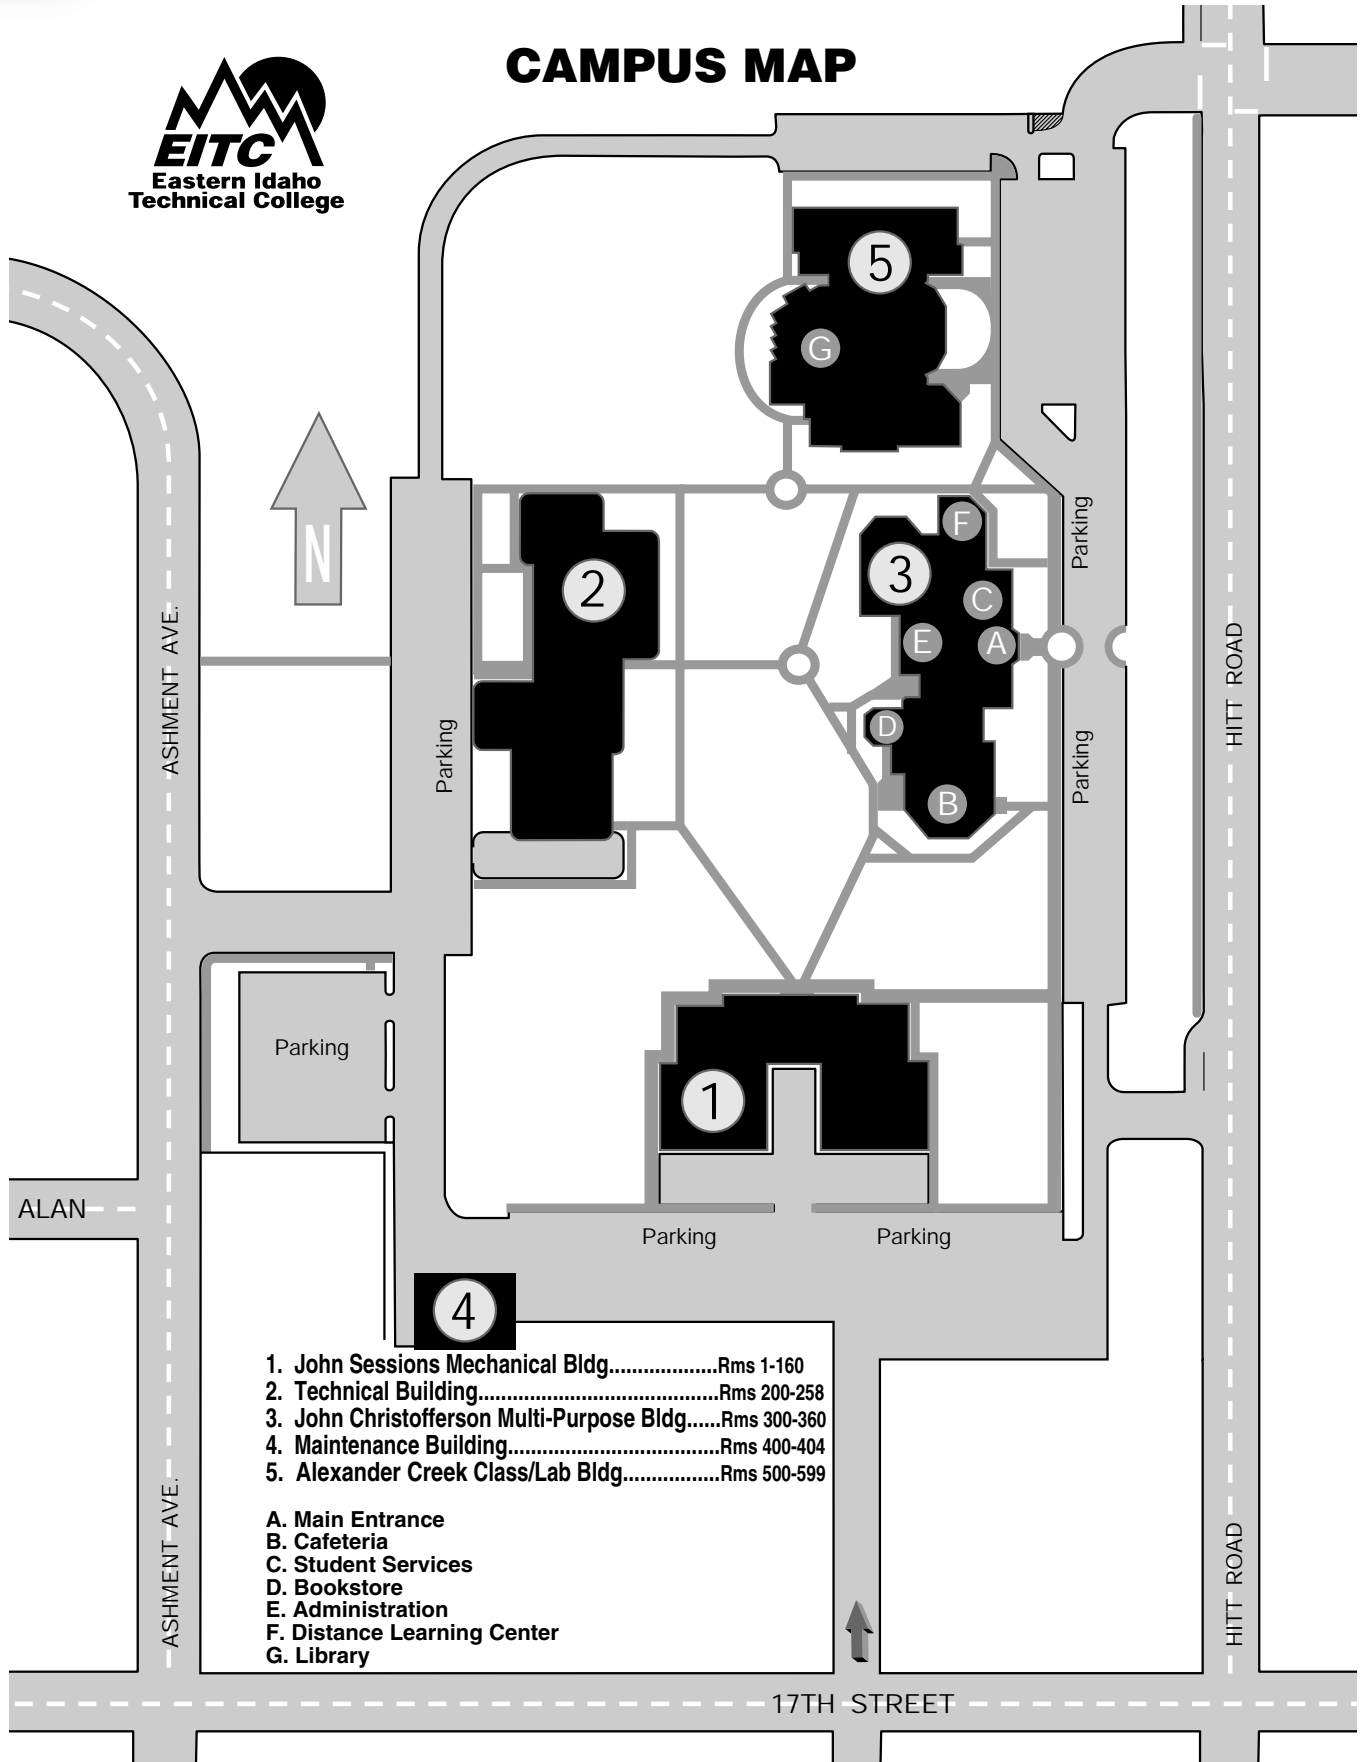 CAMPUS MAP
EITC
Eastern Idaho
Technical College
5
G
N
2
3
F
C
E
A
D
B
Parking
Parking
Parking
ASHMENT AVE.
HITT ROAD
Parking
1
ALAN
Parking
Parking
4
1. John Sessions Mechanical Bldg...................Rms 1-160
2. Technical Building.........................................Rms 200-258
3. John Christofferson Multi-Purpose Bldg......Rms 300-360
4. Maintenance Building....................................Rms 400-404
5. Alexander Creek Class/Lab Bldg.................Rms 500-599
A. Main Entrance
B. Cafeteria
C. Student Services
D. Bookstore
E. Administration
F. Distance Learning Center
G. Library
ASHMENT AVE.
HITT ROAD
17TH STREET